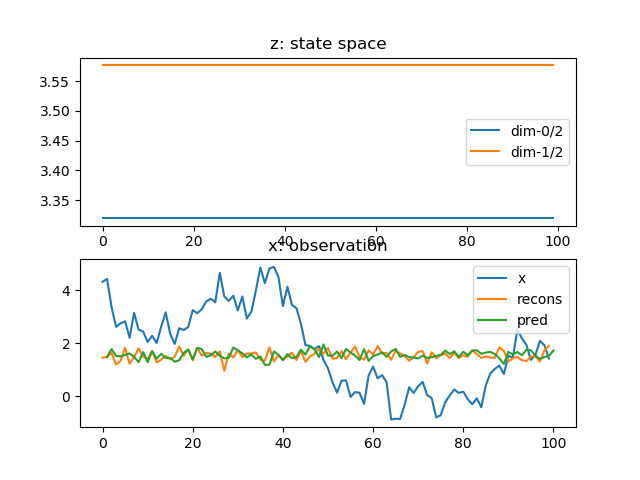 z: state space
3.55
3.50
3.45
3.40
3.35
dim-0/2
dim-1/2
0 20 40 60 80 100
x: observation
4
2
0
x
recons
pred
0 20 40 60 80 100